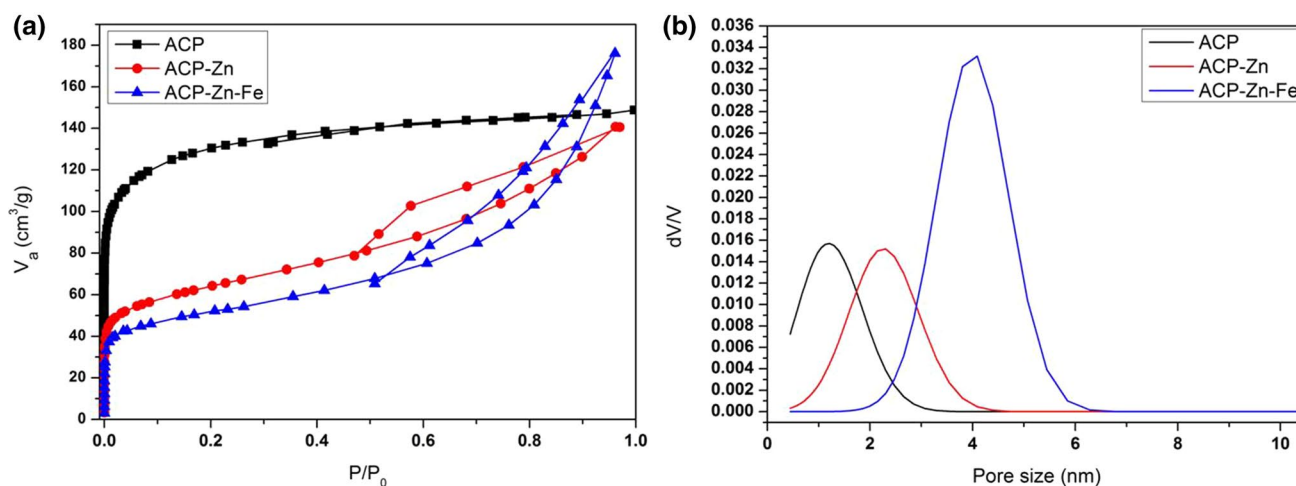 (a)
ACP
ACP-Zn
ACP-Zn-Fe
180
160
140
120
100
80
60
40
20
0
Va (cm³/g)
0.0 0.2 0.4 0.6 0.8 1.0
P/P₀
(b)
ACP
ACP-Zn
ACP-Zn-Fe
0.036
0.034
0.032
0.030
0.028
0.026
0.024
0.022
0.020
0.018
0.016
0.014
0.012
0.010
0.008
0.006
0.004
0.002
0.000
dV/V
0 2 4 6 8 10
Pore size (nm)